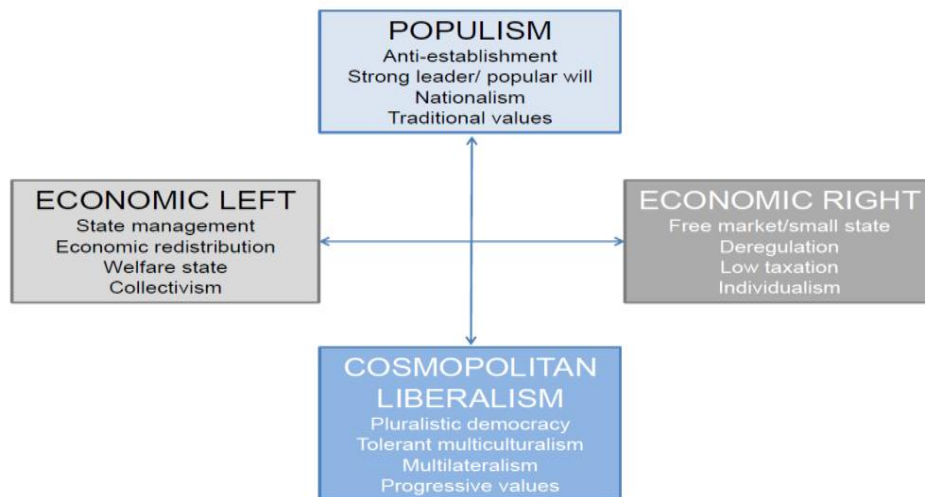 POPULISM
Anti-establishment
Strong leader/ popular will
Nationalism
Traditional values
ECONOMIC LEFT
State management
Economic redistribution
Welfare state
Collectivism
ECONOMIC RIGHT
Free market/small state
Deregulation
Low taxation
Individualism
COSMOPOLITAN
LIBERALISM
Pluralistic democracy
Tolerant multiculturalism
Multilateralism
Progressive values